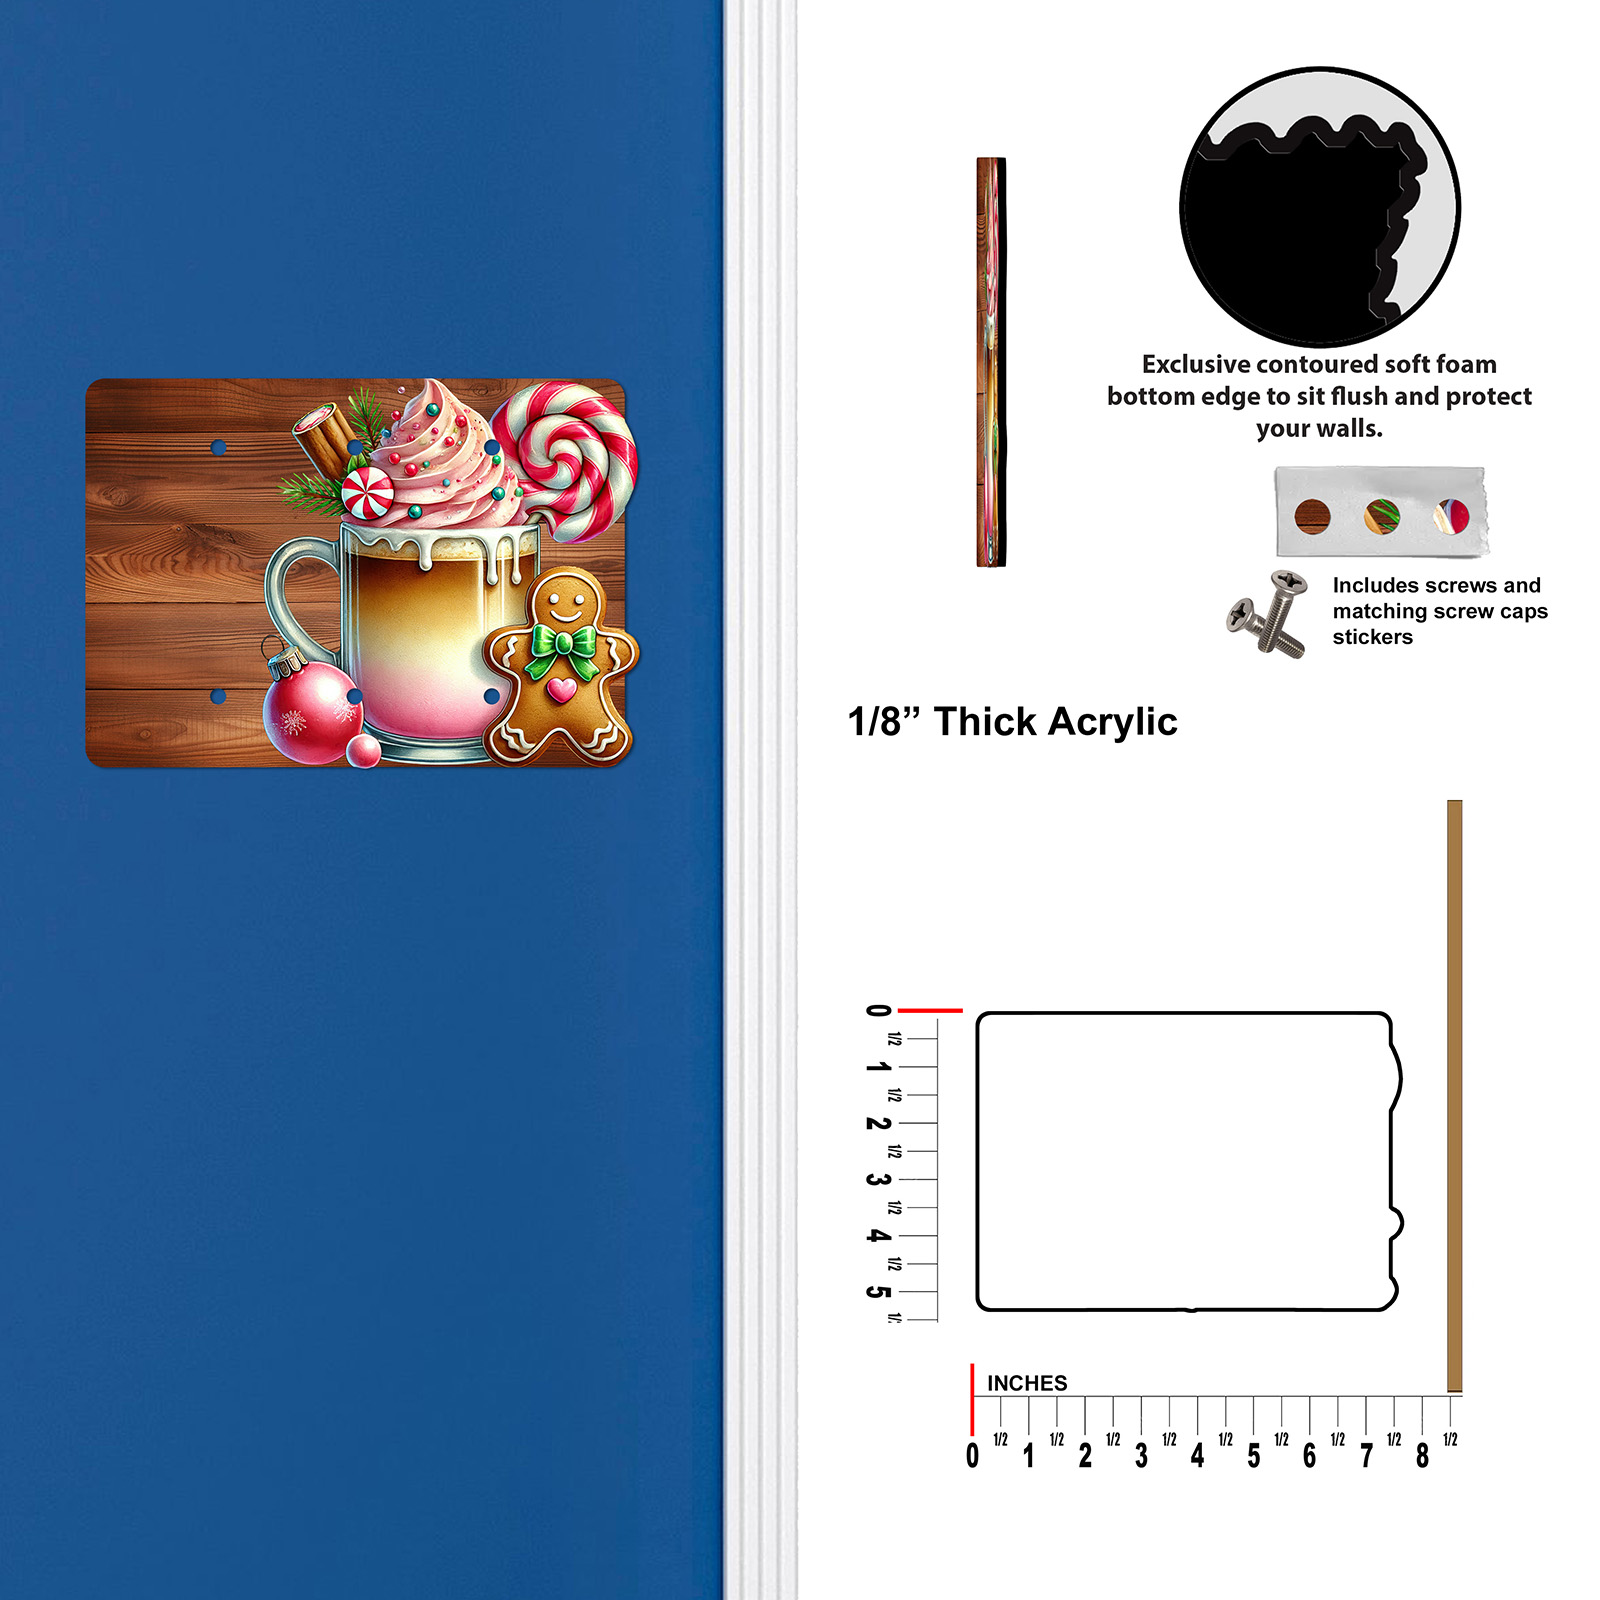 Exclusive contoured soft foam
bottom edge to sit flush and protect
your walls.
Includes screws and
matching screw caps
stickers
1/8” Thick Acrylic
0
1/2
1
1/2
2
1/2
3
1/2
4
1/2
5
INCHES
0 1/2 1 1/2 2 1/2 3 1/2 4 1/2 5 1/2 6 1/2 7 1/2 8 1/2